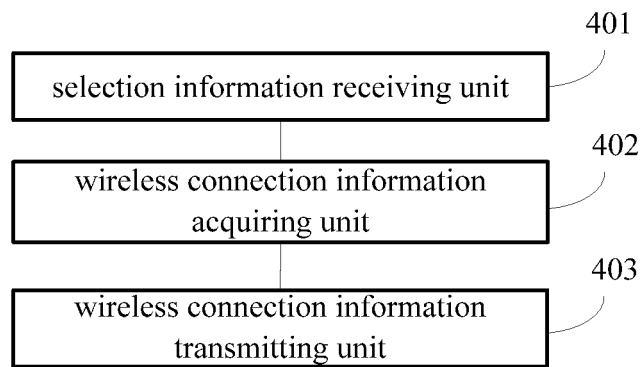 401
selection information receiving unit
402
wireless connection information
acquiring unit
403
wireless connection information
transmitting unit